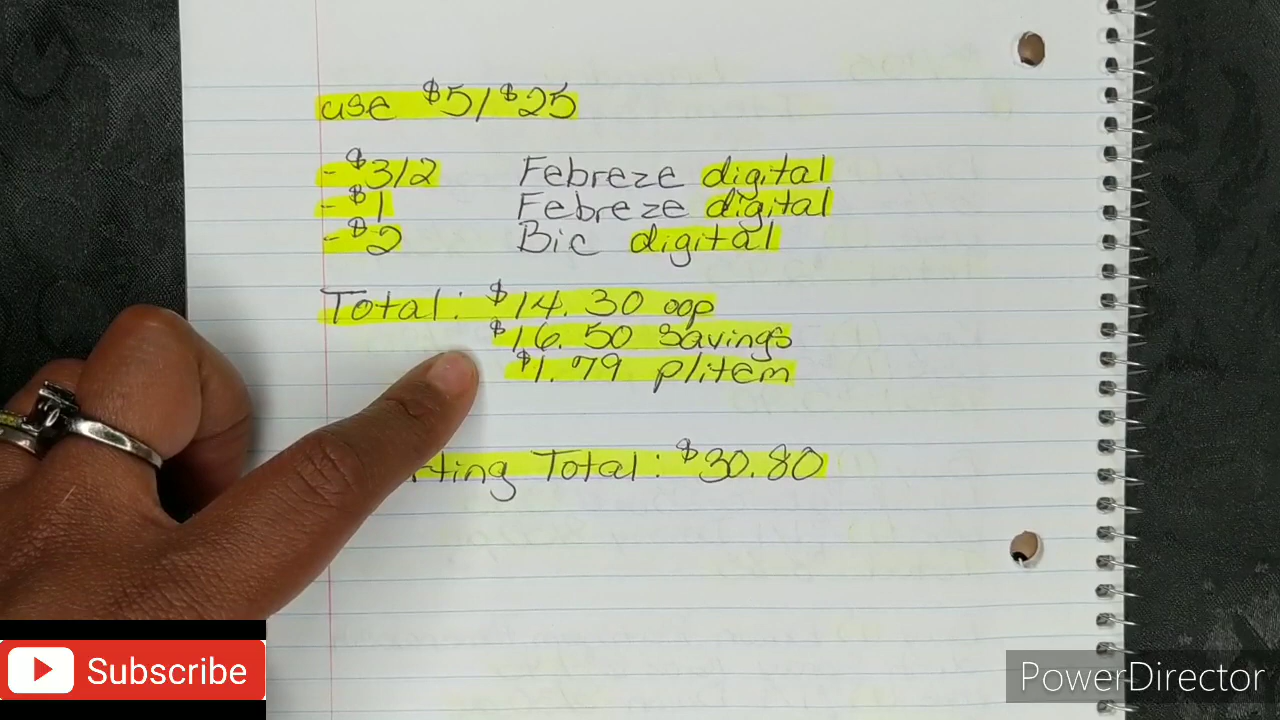 use $5/$25
-$3/2 Febreze digital
-$1 Febreze digital
-$2 Bic digital
Total: $14.30 oop
$16.50 savings
$1.79 p/item
Total: $30.80
Subscribe
PowerDirector